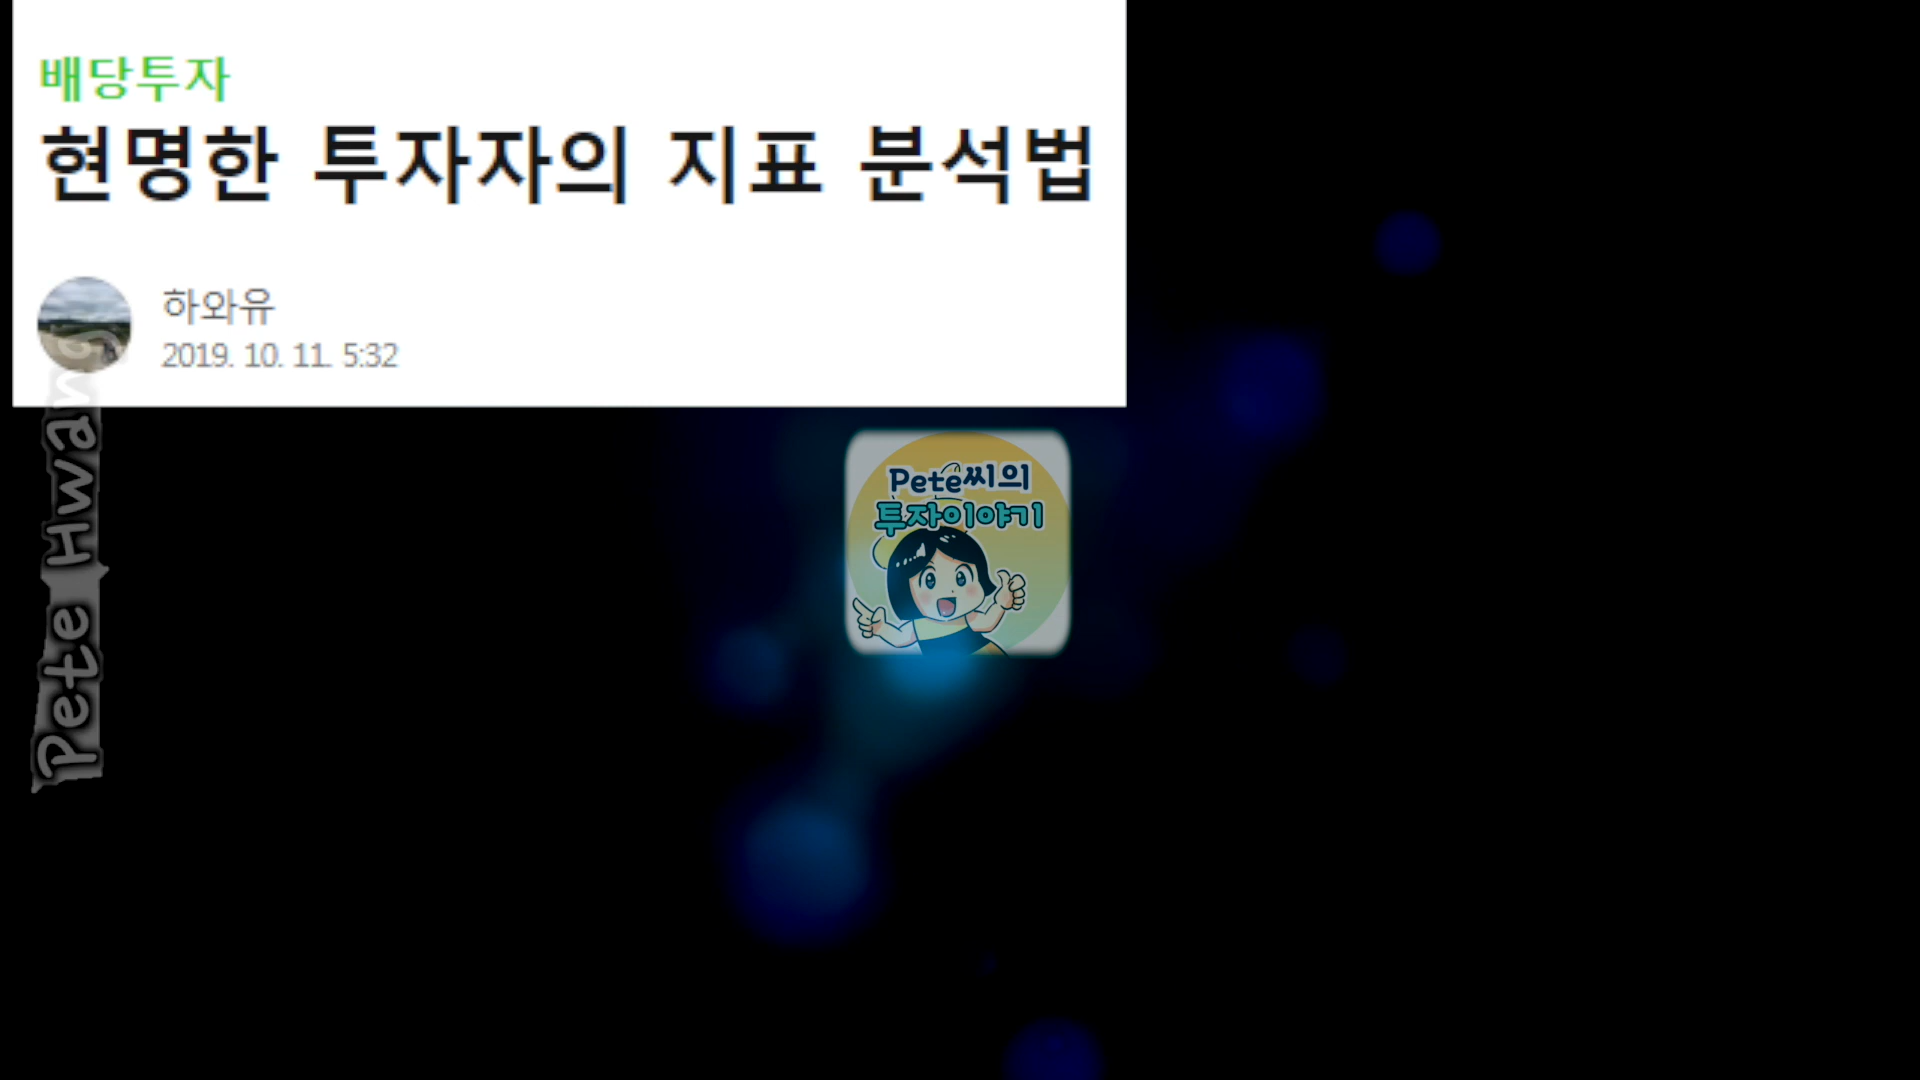 배당투자
현명한 투자자의 지표 분석법
하와유
2019. 10. 11. 5:32
Pete Hwang
Pete씨의
투자이야기